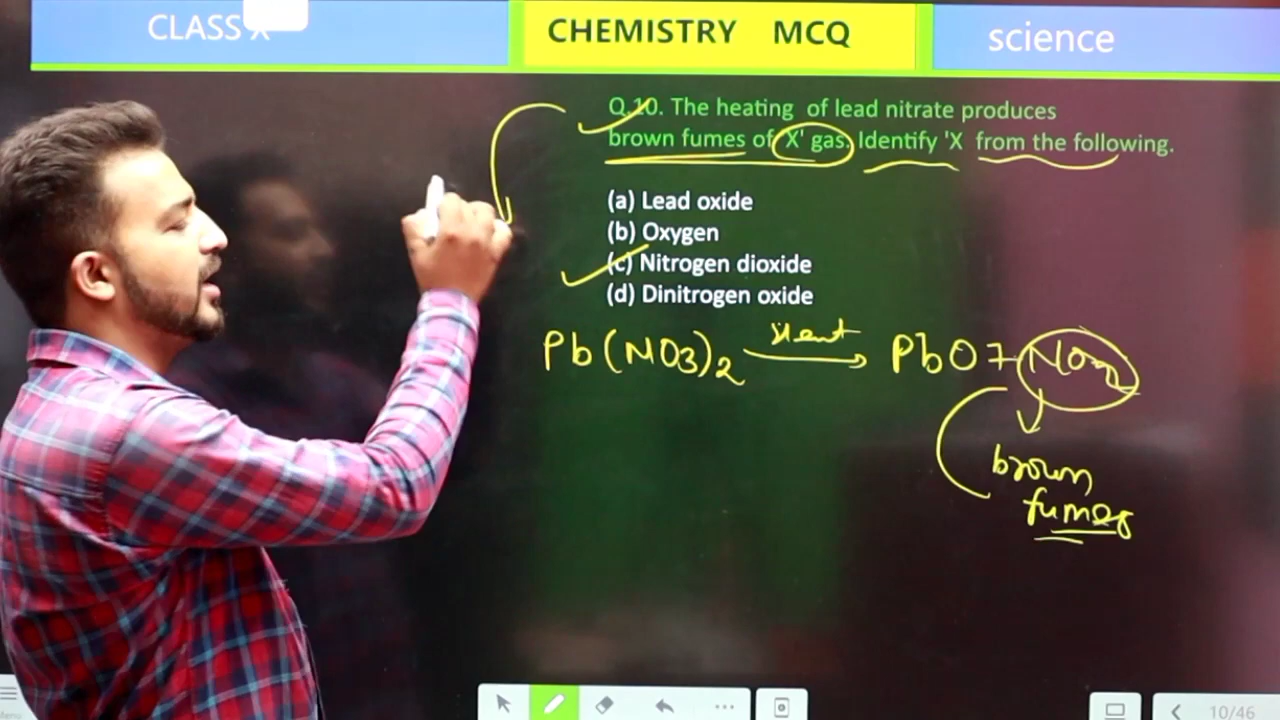 CLASS X
CHEMISTRY MCQ
science
Q.10. The heating of lead nitrate produces
brown fumes of 'X' gas. Identify 'X from the following.
(a) Lead oxide
(b) Oxygen
(c) Nitrogen dioxide
(d) Dinitrogen oxide
Pb(NO3)2 → PbO + NO2
brown
fumes
10/46